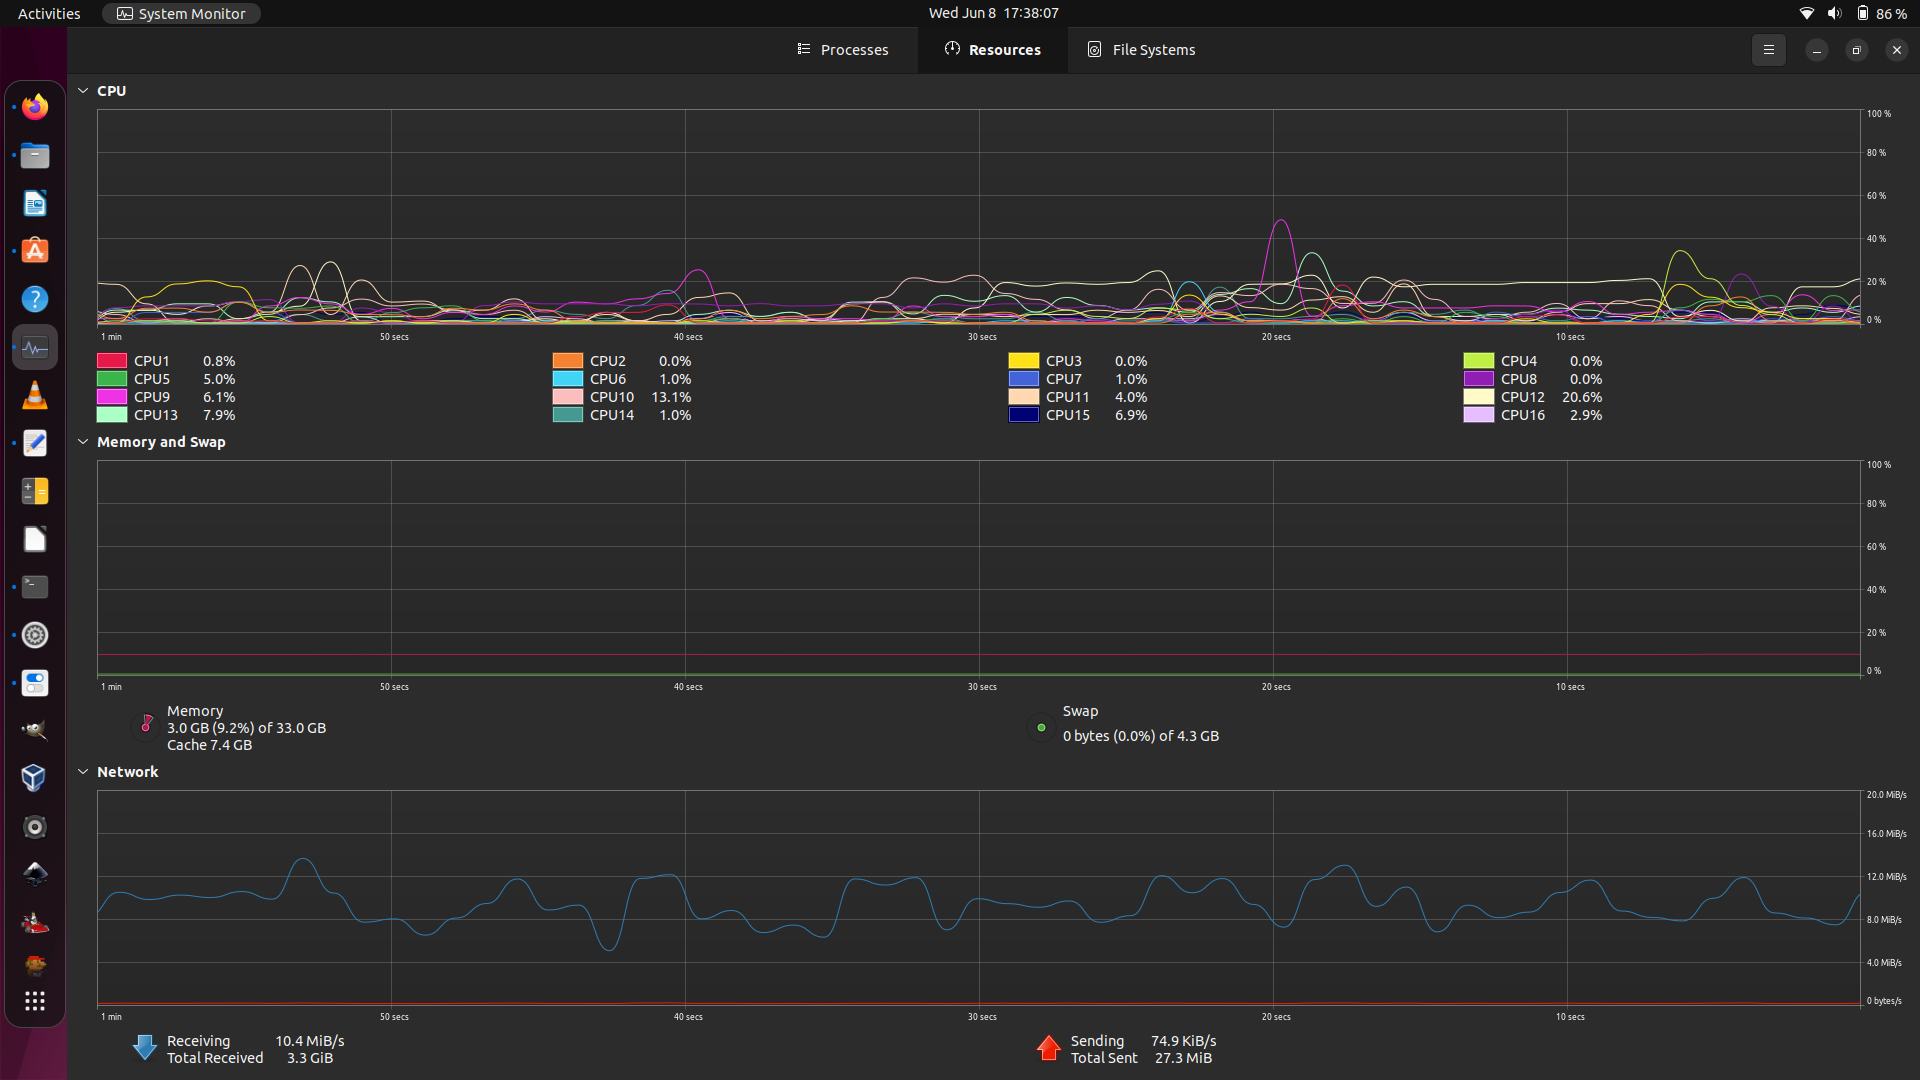 Activities
System Monitor
Wed Jun 8 17:38:07
86 %
Processes
Resources
File Systems
CPU
100 %
80 %
60 %
40 %
20 %
0 %
1 min
50 secs
40 secs
30 secs
20 secs
10 secs
CPU1 0.8%
CPU2 0.0%
CPU3 0.0%
CPU4 0.0%
CPU5 5.0%
CPU6 1.0%
CPU7 1.0%
CPU8 0.0%
CPU9 6.1%
CPU10 13.1%
CPU11 4.0%
CPU12 20.6%
CPU13 7.9%
CPU14 1.0%
CPU15 6.9%
CPU16 2.9%
Memory and Swap
100 %
80 %
60 %
40 %
20 %
0 %
1 min
50 secs
40 secs
30 secs
20 secs
10 secs
Memory
3.0 GB (9.2%) of 33.0 GB
Cache 7.4 GB
Swap
0 bytes (0.0%) of 4.3 GB
Network
20.0 MiB/s
16.0 MiB/s
12.0 MiB/s
8.0 MiB/s
4.0 MiB/s
0 bytes/s
1 min
50 secs
40 secs
30 secs
20 secs
10 secs
Receiving 10.4 MiB/s
Total Received 3.3 GiB
Sending 74.9 KiB/s
Total Sent 27.3 MiB